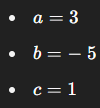 • a = 3
• b = − 5
• c = 1